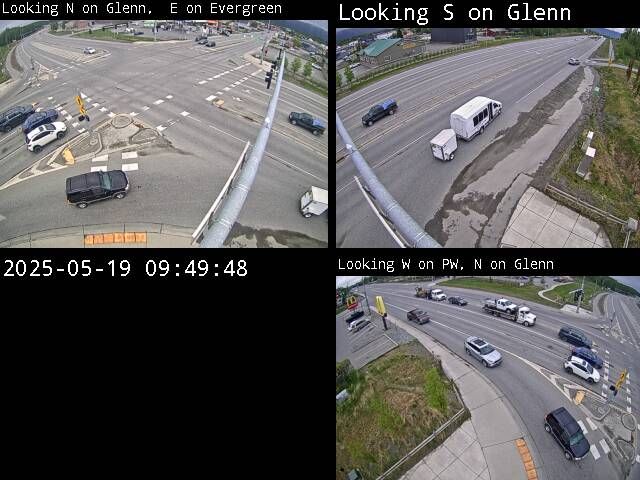 Looking N on Glenn, E on Evergreen
Looking S on Glenn
2025-05-19 09:49:48
Looking W on PW, N on Glenn